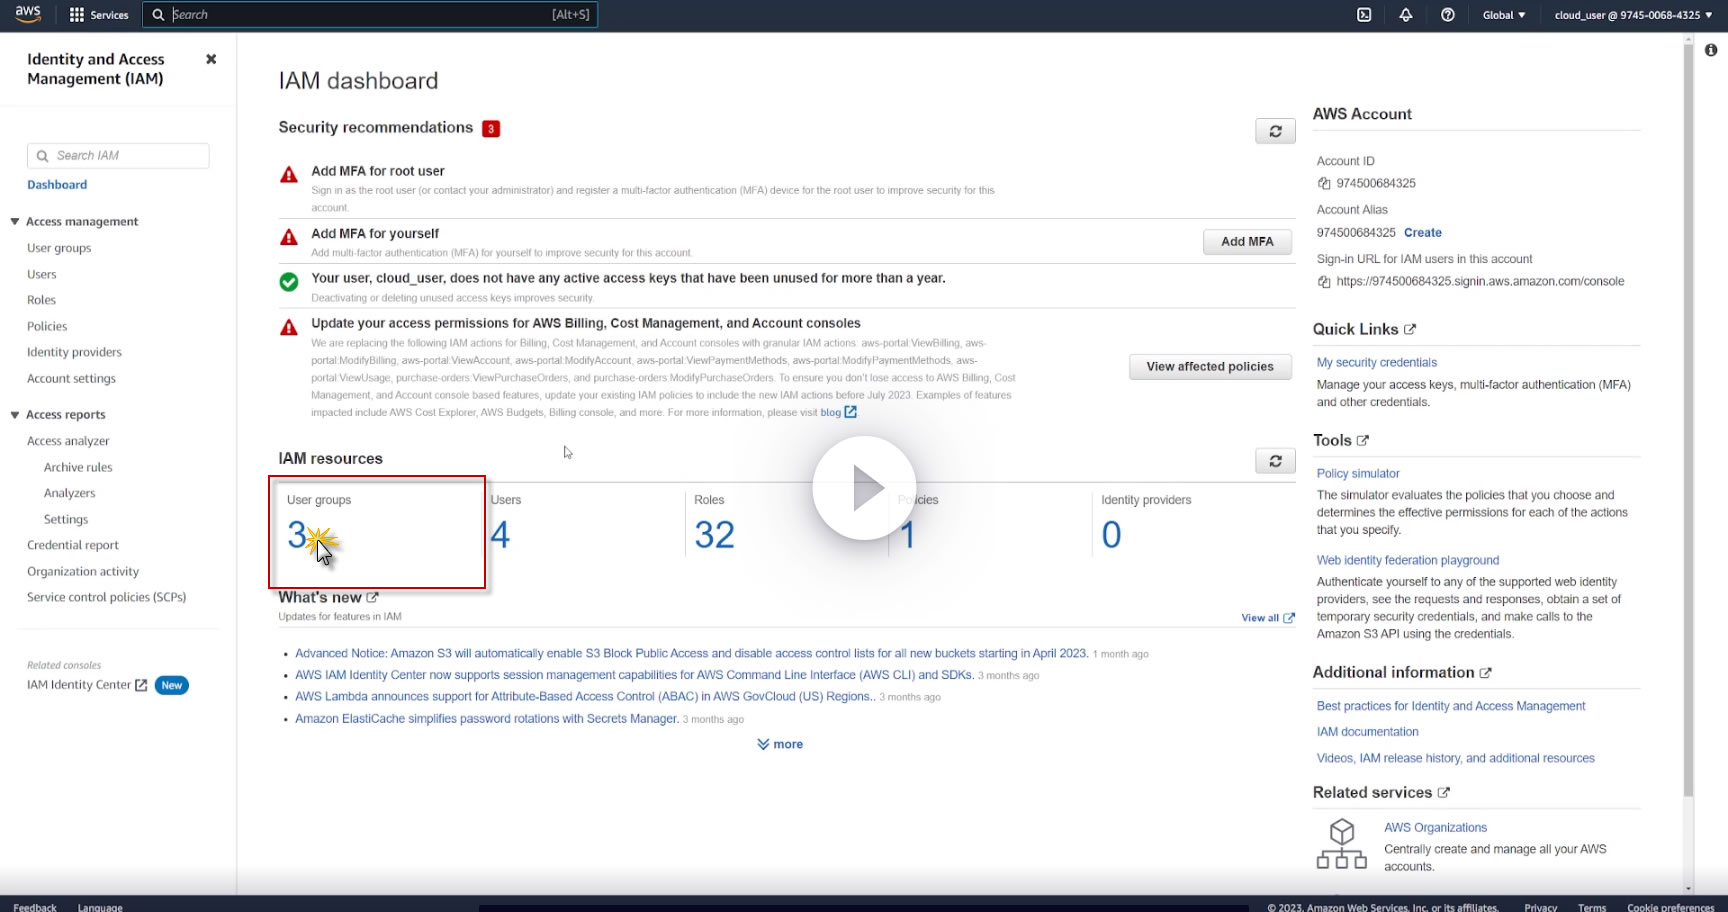 aws Services Search [Alt+S] Global cloud_user @ 9745-0068-4325
Identity and Access
Management (IAM)
Search IAM
Dashboard
Access management
User groups
Users
Roles
Policies
Identity providers
Account settings
Access reports
Access analyzer
Archive rules
Analyzers
Settings
Credential report
Organization activity
Service control policies (SCPs)
Related consoles
IAM Identity Center New
IAM dashboard
Security recommendations 3
Add MFA for root user
Sign in as the root user (or contact your administrator) and register a multi-factor authentication (MFA) device for the root user to improve security for this
account.
Add MFA for yourself
Add multi-factor authentication (MFA) for yourself to improve security for this account.
Add MFA
Your user, cloud_user, does not have any active access keys that have been unused for more than a year.
Deactivating or deleting unused access keys improves security.
Update your access permissions for AWS Billing, Cost Management, and Account consoles
We are replacing the following IAM actions for Billing, Cost Management, and Account consoles with granular IAM actions: aws-portal:ViewBilling, aws-
portal:ModifyBilling, aws-portal:ViewAccount, aws-portal:ModifyAccount, aws-portal:ViewPaymentMethods, aws-portal:ModifyPaymentMethods, aws-
portal:ViewUsage, purchase-orders:ViewPurchaseOrders, and purchase-orders:ModifyPurchaseOrders. To ensure you don't lose access to AWS Billing, Cost
Management, and Account console based features, update your existing IAM policies to include the new IAM actions before July 2023. Examples of features
impacted include AWS Cost Explorer, AWS Budgets, Billing console, and more. For more information, please visit blog
View affected policies
IAM resources
User groups Users Roles Policies Identity providers
3 4 32 1 0
What's new
Updates for features in IAM
View all
• Advanced Notice: Amazon S3 will automatically enable S3 Block Public Access and disable access control lists for all new buckets starting in April 2023. 1 month ago
• AWS IAM Identity Center now supports session management capabilities for AWS Command Line Interface (AWS CLI) and SDKs. 3 months ago
• AWS Lambda announces support for Attribute-Based Access Control (ABAC) in AWS GovCloud (US) Regions.. 3 months ago
• Amazon ElastiCache simplifies password rotations with Secrets Manager. 3 months ago
more
AWS Account
Account ID
974500684325
Account Alias
974500684325 Create
Sign-in URL for IAM users in this account
https://974500684325.signin.aws.amazon.com/console
Quick Links
My security credentials
Manage your access keys, multi-factor authentication (MFA)
and other credentials.
Tools
Policy simulator
The simulator evaluates the policies that you choose and
determines the effective permissions for each of the actions
that you specify.
Web identity federation playground
Authenticate yourself to any of the supported web identity
providers, see the requests and responses, obtain a set of
temporary security credentials, and make calls to the
Amazon S3 API using the credentials.
Additional information
Best practices for Identity and Access Management
IAM documentation
Videos, IAM release history, and additional resources
Related services
AWS Organizations
Centrally create and manage all your AWS
accounts.
Feedback Language © 2023, Amazon Web Services, Inc. or its affiliates. Privacy Terms Cookie preferences